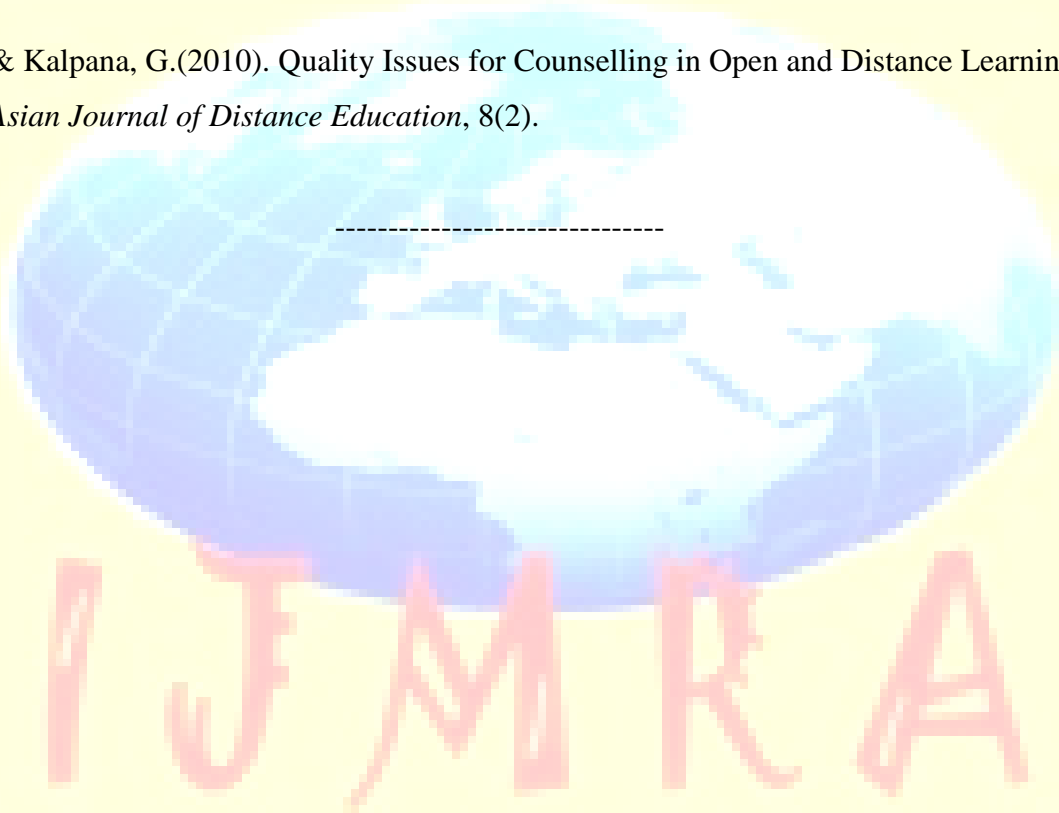 & Kalpana, G.(2010). Quality Issues for Counselling in Open and Distance Learnin
Asian Journal of Distance Education, 8(2).
-------------------------------
IJMRA